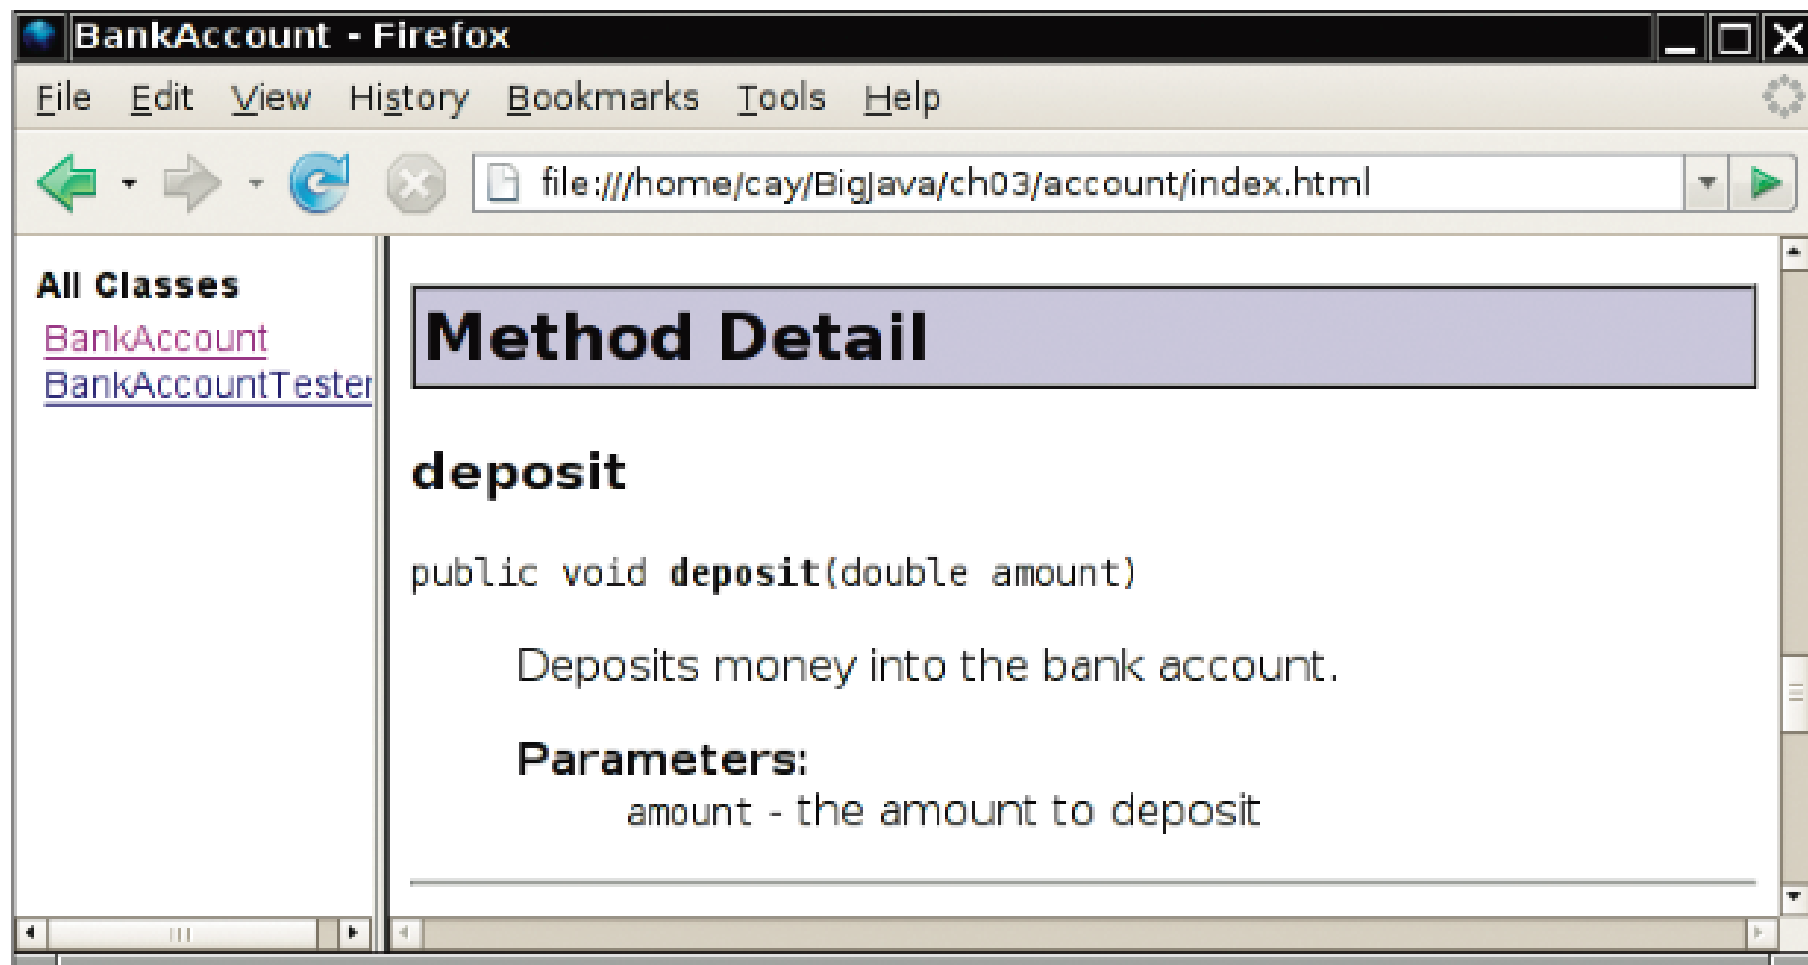 BankAccount - Firefox
File Edit View History Bookmarks Tools Help
file:///home/cay/BigJava/ch03/account/index.html
All Classes
BankAccount
BankAccountTester
Method Detail
deposit
public void deposit(double amount)
Deposits money into the bank account.
Parameters:
amount - the amount to deposit